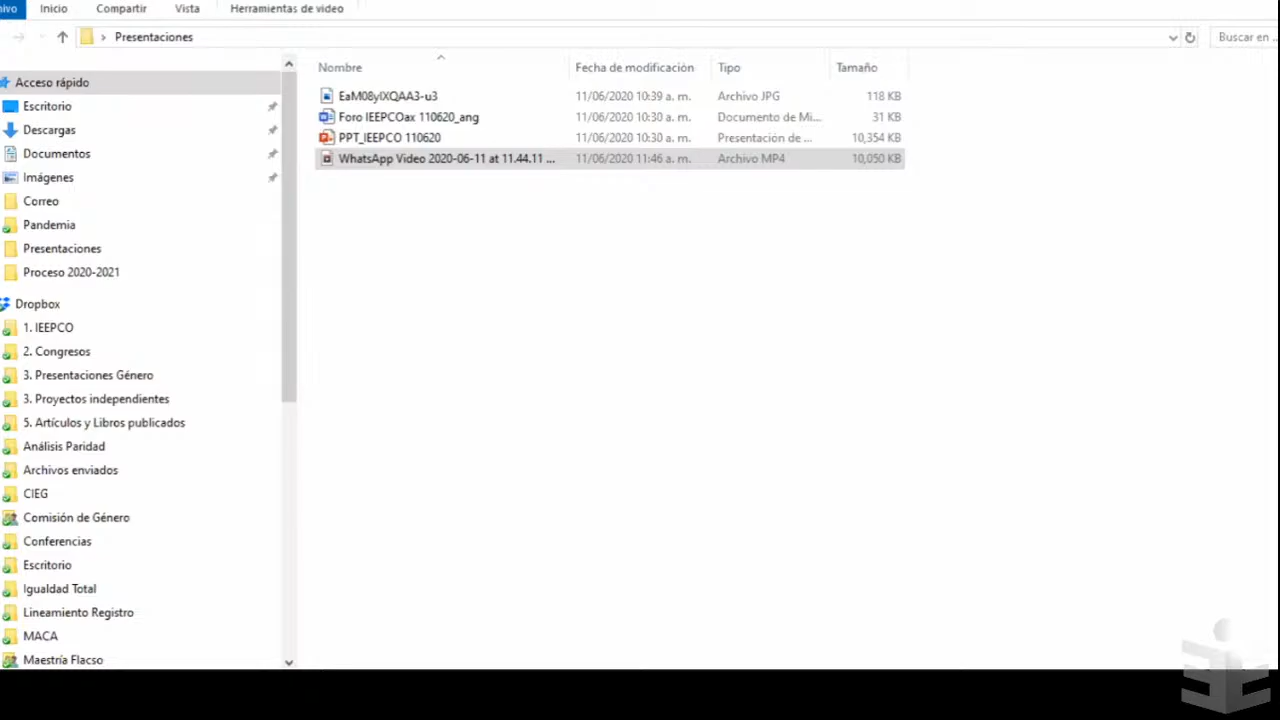 Inicio Compartir Vista Herramientas de video
Presentaciones
Buscar en ...
Nombre Fecha de modificación Tipo Tamaño
EaM08ylXQAA3-u3 11/06/2020 10:39 a. m. Archivo JPG 118 KB
Foro IEEPCOax 110620_ang 11/06/2020 10:30 a. m. Documento de Mi... 31 KB
PPT_IEEPCO 110620 11/06/2020 10:30 a. m. Presentación de ... 10,354 KB
WhatsApp Video 2020-06-11 at 11.44.11 ... 11/06/2020 11:46 a. m. Archivo MP4 10,050 KB
Acceso rápido
Escritorio
Descargas
Documentos
Imágenes
Correo
Pandemia
Presentaciones
Proceso 2020-2021
Dropbox
1. IEEPCO
2. Congresos
3. Presentaciones Género
3. Proyectos independientes
5. Artículos y Libros publicados
Análisis Paridad
Archivos enviados
CIEG
Comisión de Género
Conferencias
Escritorio
Igualdad Total
Lineamiento Registro
MACA
Maestría Flacso